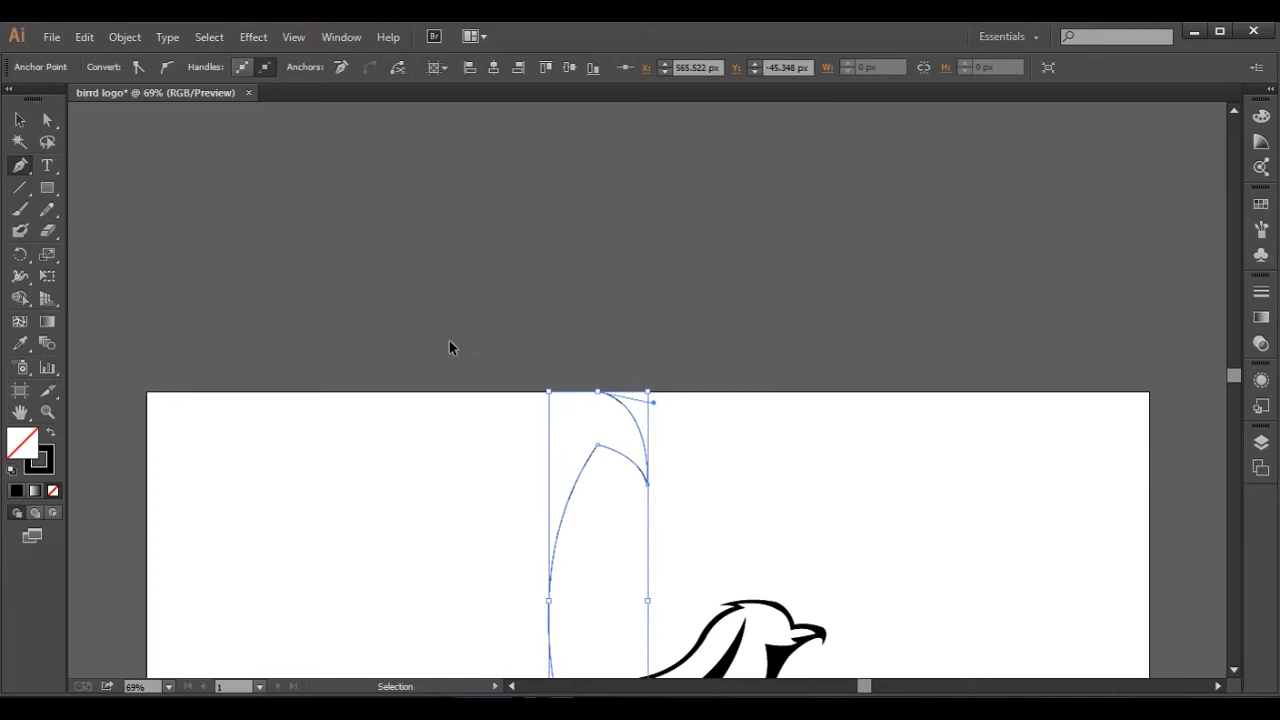 Ai File Edit Object Type Select Effect View Window Help Br Essentials
Anchor Point Convert: Handles: Anchors: X: 565.522 px Y: -45.348 px W: 0 px H: 0 px
birrd logo* @ 69% (RGB/Preview)
T
69% 1 Selection